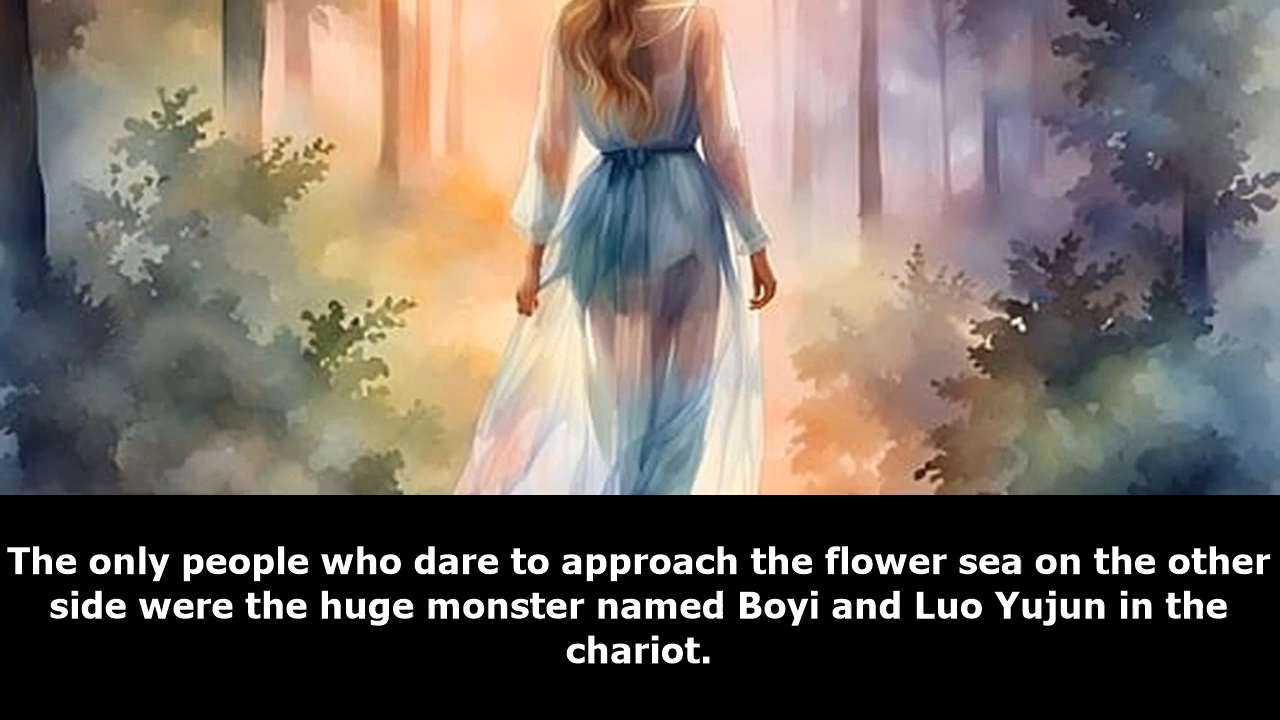 The only people who dare to approach the flower sea on the other
side were the huge monster named Boyi and Luo Yujun in the
chariot.